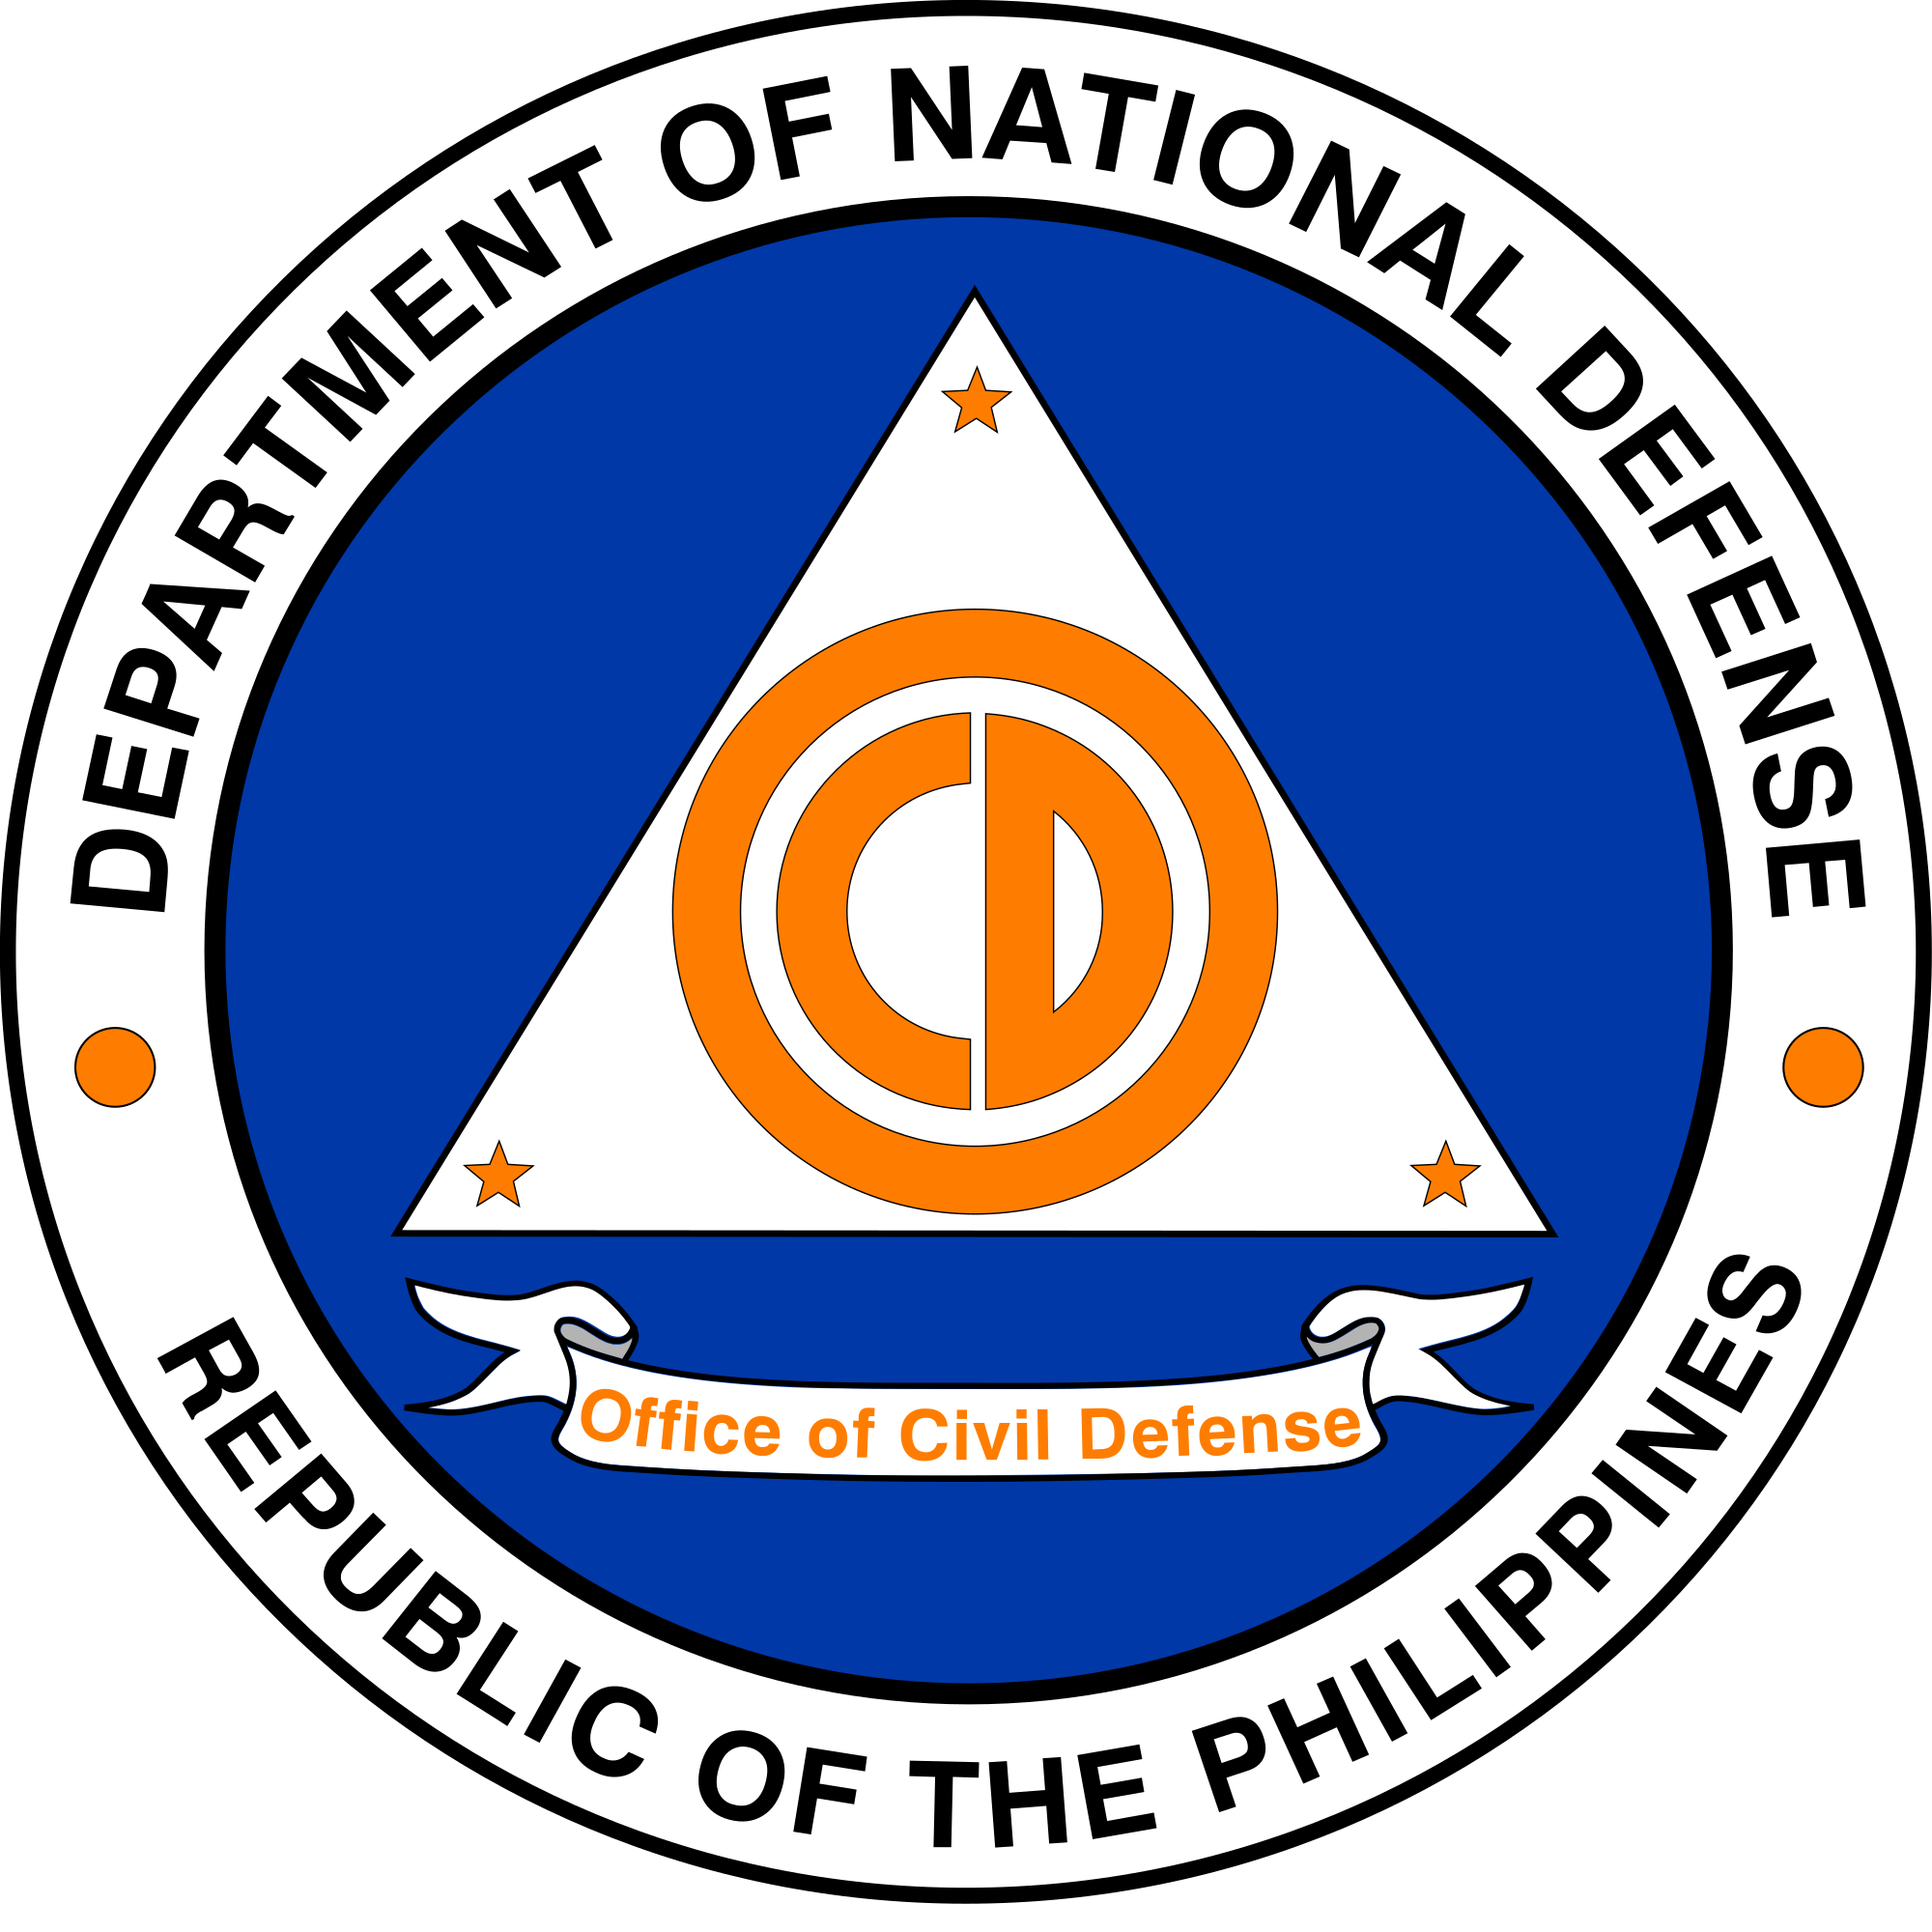 DEPARTMENT OF NATIONAL DEFENSE
CD
Office of Civil Defense
REPUBLIC OF THE PHILIPPINES